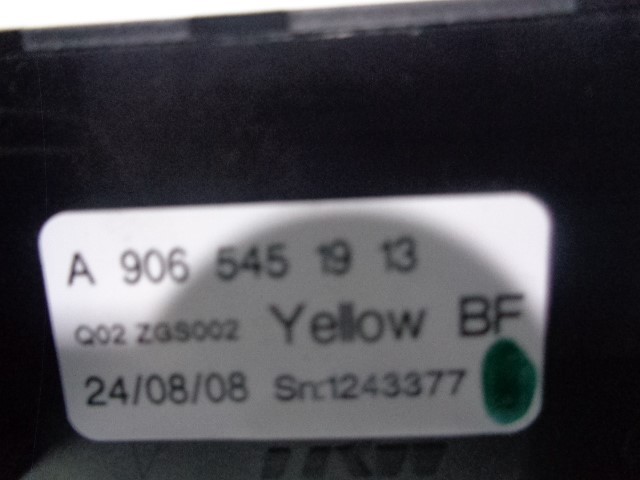 A 906 545 19 13
Q02 ZGS002 Yellow BF
24/08/08 Sn:1243377